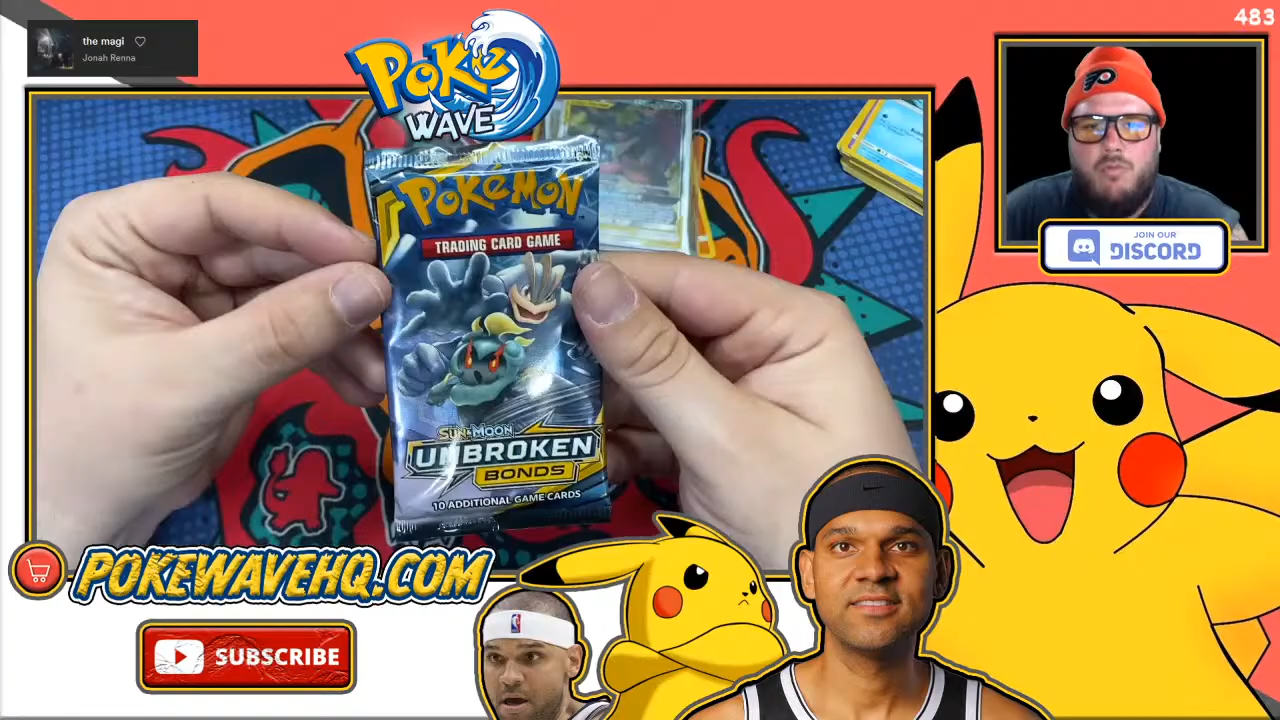 483
the magi
Jonah Renna
POKE
WAVE
POKÉMON
TRADING CARD GAME
SUN & MOON
UNBROKEN
BONDS
10 ADDITIONAL GAME CARDS
JOIN OUR
DISCORD
POKEWAVEHQ.COM
SUBSCRIBE